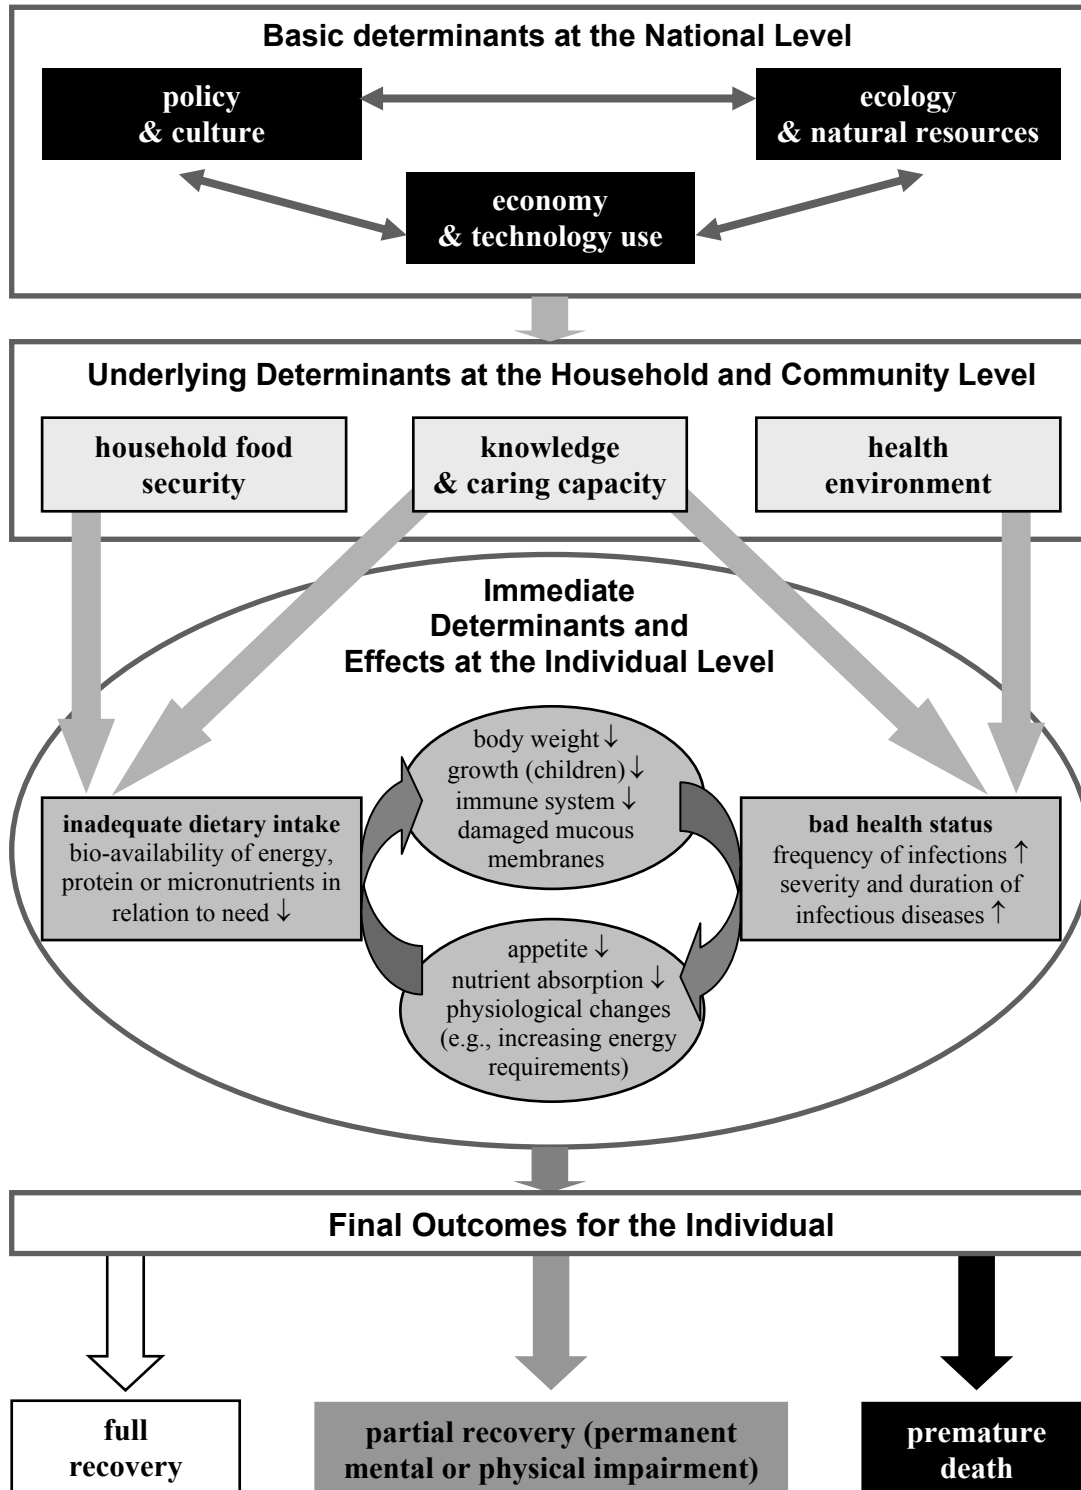 Basic determinants at the National Level
policy
& culture
ecology
& natural resources
economy
& technology use
Underlying Determinants at the Household and Community Level
household food
security
knowledge
& caring capacity
health
environment
Immediate
Determinants and
Effects at the Individual Level
body weight ↓
growth (children) ↓
immune system ↓
damaged mucous
membranes
inadequate dietary intake
bio-availability of energy,
protein or micronutrients in
relation to need ↓
bad health status
frequency of infections ↑
severity and duration of
infectious diseases ↑
appetite ↓
nutrient absorption ↓
physiological changes
(e.g., increasing energy
requirements)
Final Outcomes for the Individual
full
recovery
partial recovery (permanent
mental or physical impairment)
premature
death